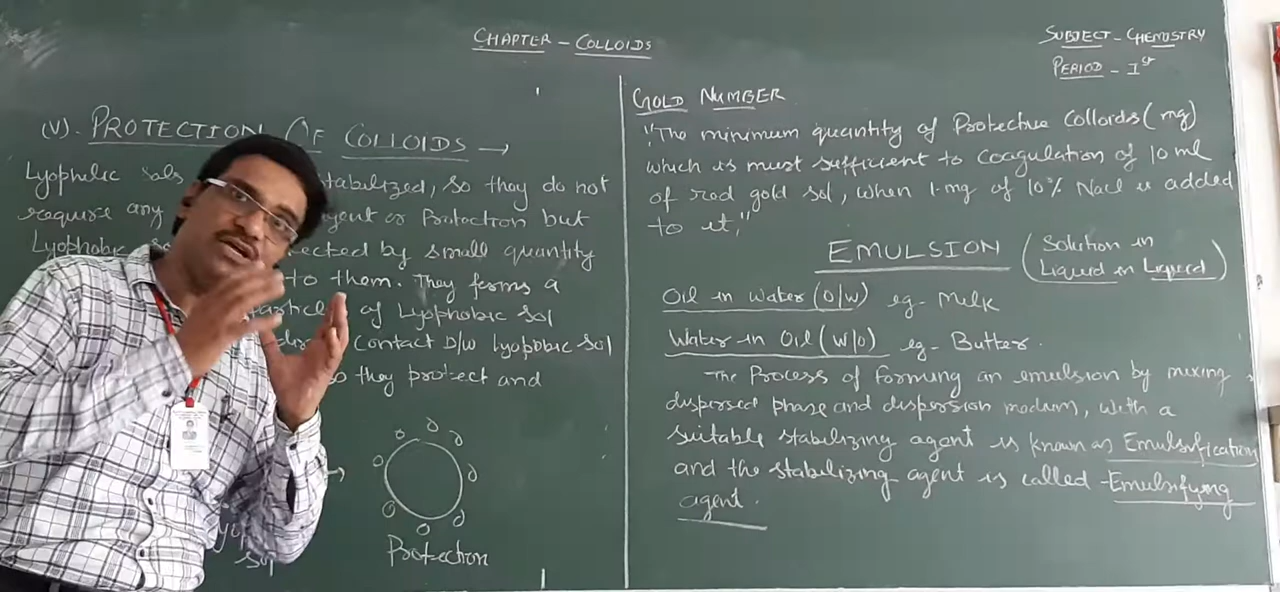 CHAPTER - COLLOIDS
SUBJECT - CHEMISTRY
PERIOD - Ist
(V). PROTECTION OF COLLOIDS →
Lyophilic sols stabilized, so they do not
require any agent or Protection but
Lyophobic by small quantity
to them. They forms a
of Lyophobic sol
contact b/w lyopobic sol
so they protect and
sol
Protection
GOLD NUMBER
"The minimum quantity of Protective Colloids (mg)
which is must sufficient to Coagulation of 10 ml
of red gold sol, when 1 mg of 10% NaCl is added
to it,"
EMULSION (Solution in
Liquid in Liquid)
Oil in Water (O/W) eg - Milk
Water in Oil (W/O) eg - Butter.
The Process of forming an emulsion by mixing
dispersed phase and dispersion medium, with a
suitable stabilizing agent is known as Emulsification
and the stabilizing agent is called - Emulsifying
agent.